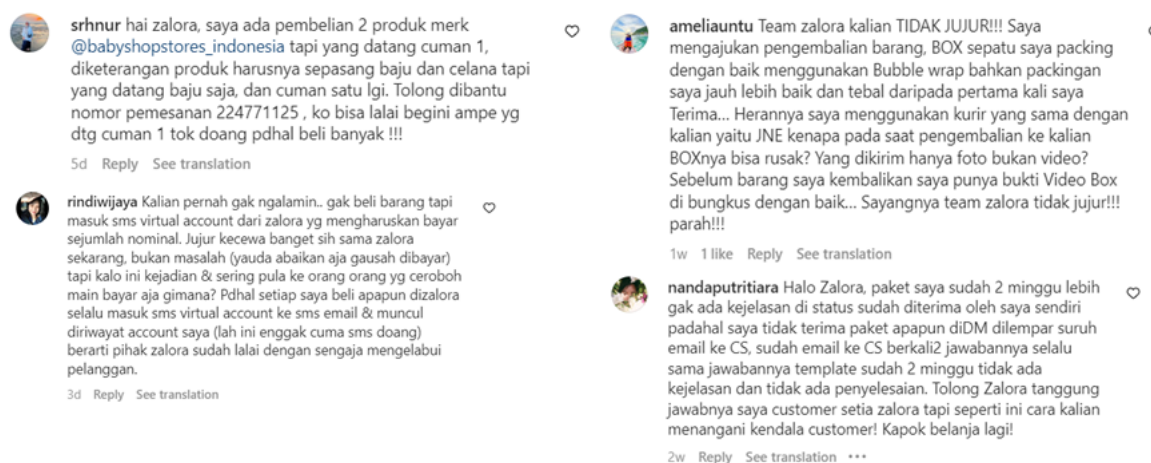 srhnur hai zalora, saya ada pembelian 2 produk merk
@babyshopstores_indonesia tapi yang datang cuman 1,
diketerangan produk harusnya sepasang baju dan celana tapi
yang datang baju saja, dan cuman satu lgi. Tolong dibantu
nomor pemesanan 224771125 , ko bisa lalai begini ampe yg
dtg cuman 1 tok doang pdhal beli banyak !!!
5d Reply See translation
rindiwijaya Kalian pernah gak ngalamin.. gak beli barang tapi
masuk sms virtual account dari zalora yg mengharuskan bayar
sejumlah nominal. Jujur kecewa banget sih sama zalora
sekarang, bukan masalah (yauda abaikan aja gausah dibayar)
tapi kalo ini kejadian & sering pula ke orang orang yg ceroboh
main bayar aja gimana? Pdhal setiap saya beli apapun dizalora
selalu masuk sms virtual account ke sms email & muncul
diriwayat account saya (lah ini enggak cuma sms doang)
berarti pihak zalora sudah lalai dengan sengaja mengelabui
pelanggan.
3d Reply See translation
ameliauntu Team zalora kalian TIDAK JUJUR!!! Saya
mengajukan pengembalian barang, BOX sepatu saya packing
dengan baik menggunakan Bubble wrap bahkan packingan
saya jauh lebih baik dan tebal daripada pertama kali saya
Terima... Herannya saya menggunakan kurir yang sama dengan
kalian yaitu JNE kenapa pada saat pengembalian ke kalian
BOXnya bisa rusak? Yang dikirim hanya foto bukan video?
Sebelum barang saya kembalikan saya punya bukti Video Box
di bungkus dengan baik... Sayangnya team zalora tidak jujur!!!
parah!!!
1w 1 like Reply See translation
nandaputritiara Halo Zalora, paket saya sudah 2 minggu lebih
gak ada kejelasan di status sudah diterima oleh saya sendiri
padahal saya tidak terima paket apapun diDM dilempar suruh
email ke CS, sudah email ke CS berkali2 jawabannya selalu
sama jawabannya template sudah 2 minggu tidak ada
kejelasan dan tidak ada penyelesaian. Tolong Zalora tanggung
jawabnya saya customer setia zalora tapi seperti ini cara kalian
menangani kendala customer! Kapok belanja lagi!
2w Reply See translation •••